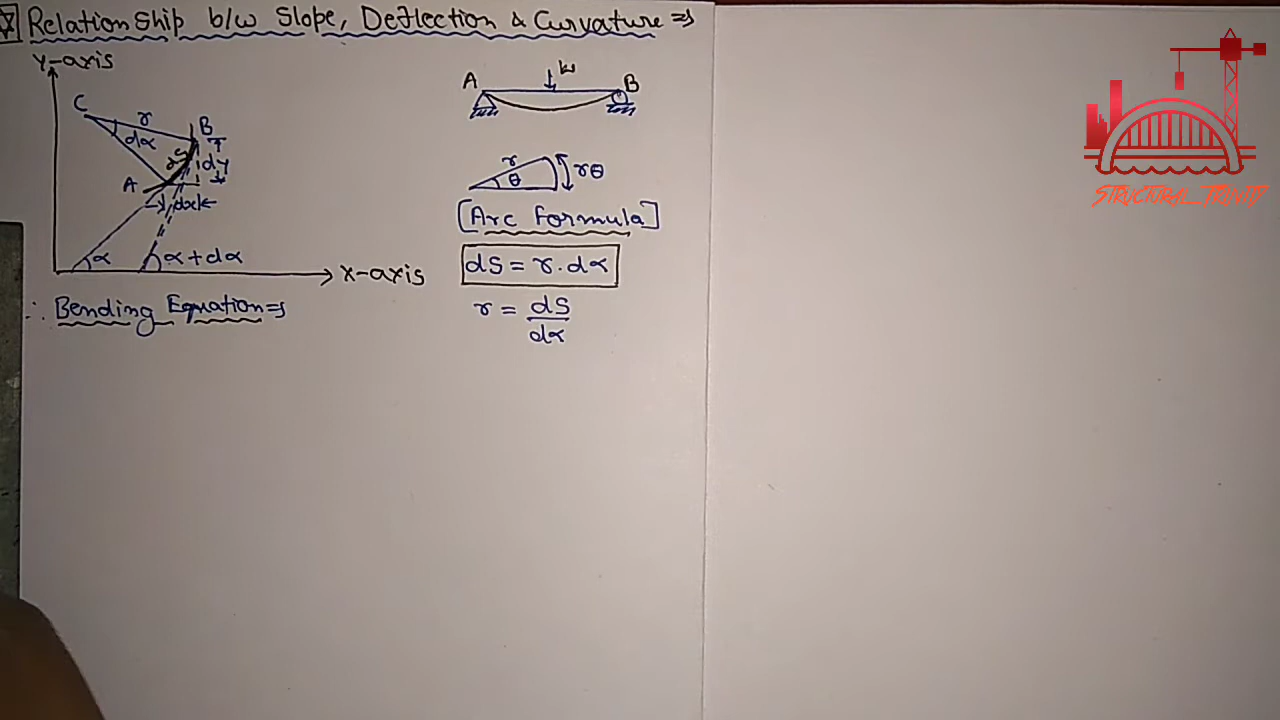 Relationship b/w Slope, Deflection & Curvature ⇒
Y-axis
C
r
dα
B
ds
dy
A
dx
α
α+dα
X-axis
A
W
B
r
θ
rθ
[Arc Formula]
ds = r.dα
r = ds/dα
∴ Bending Equation ⇒
STRUCTURAL_TRINITY